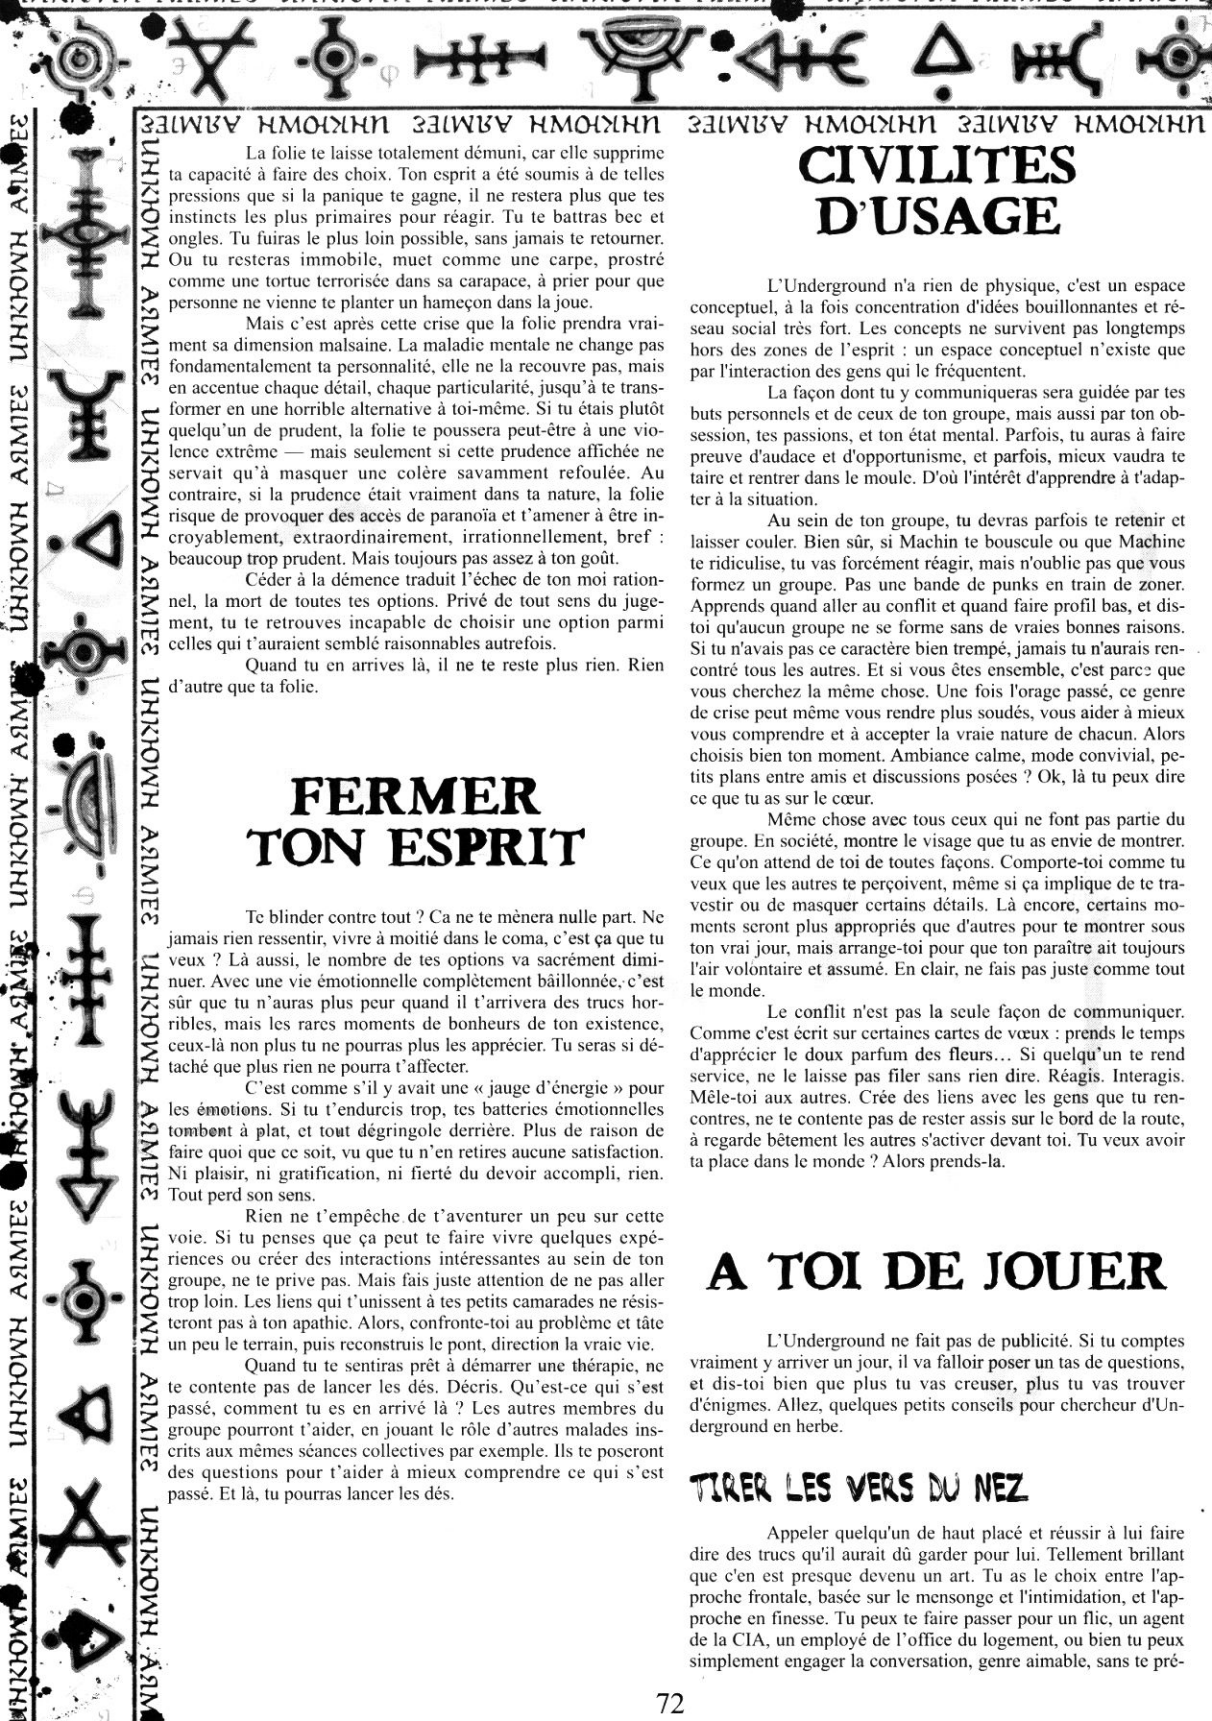 La folie te laisse totalement démuni, car elle supprime
ta capacité à faire des choix. Ton esprit a été soumis à de telles
pressions que si la panique te gagne, il ne restera plus que tes
instincts les plus primaires pour réagir. Tu te battras bec et
ongles. Tu fuiras le plus loin possible, sans jamais te retourner.
Ou tu resteras immobile, muet comme une carpe, prostré
comme une tortue terrorisée dans sa carapace, à prier pour que
personne ne vienne te planter un hameçon dans la joue.
Mais c’est après cette crise que la folie prendra vrai-
ment sa dimension malsaine. La maladie mentale ne change pas
fondamentalement ta personnalité, elle ne la recouvre pas, mais
en accentue chaque détail, chaque particularité, jusqu’à te trans-
former en une horrible alternative à toi-même. Si tu étais plutôt
quelqu’un de prudent, la folie te poussera peut-être à une vio-
lence extrême — mais seulement si cette prudence affichée ne
servait qu’à masquer une colère savamment refoulée. Au
contraire, si la prudence était vraiment dans ta nature, la folie
risque de provoquer des accès de paranoïa et t’amener à être in-
croyablement, extraordinairement, irrationnellement, bref :
beaucoup trop prudent. Mais toujours pas assez à ton goût.
Céder à la démence traduit l’échec de ton moi ration-
nel, la mort de toutes tes options. Privé de tout sens du juge-
ment, tu te retrouves incapable de choisir une option parmi
celles qui t’auraient semblé raisonnables autrefois.
Quand tu en arrives là, il ne te reste plus rien. Rien
d’autre que ta folie.
FERMER
TON ESPRIT
Te blinder contre tout ? Ca ne te mènera nulle part. Ne
jamais rien ressentir, vivre à moitié dans le coma, c’est ça que tu
veux ? Là aussi, le nombre de tes options va sacrément dimi-
nuer. Avec une vie émotionnelle complètement bâillonnée, c’est
sûr que tu n’auras plus peur quand il t’arrivera des trucs hor-
ribles, mais les rares moments de bonheurs de ton existence,
ceux-là non plus tu ne pourras plus les apprécier. Tu seras si dé-
taché que plus rien ne pourra t’affecter.
C’est comme s’il y avait une « jauge d’énergie » pour
les émotions. Si tu t’endurcis trop, tes batteries émotionnelles
tombent à plat, et tout dégringole derrière. Plus de raison de
faire quoi que ce soit, vu que tu n’en retires aucune satisfaction.
Ni plaisir, ni gratification, ni fierté du devoir accompli, rien.
Tout perd son sens.
Rien ne t’empêche de t’aventurer un peu sur cette
voie. Si tu penses que ça peut te faire vivre quelques expé-
riences ou créer des interactions intéressantes au sein de ton
groupe, ne te prive pas. Mais fais juste attention de ne pas aller
trop loin. Les liens qui t’unissent à tes petits camarades ne résis-
teront pas à ton apathie. Alors, confronte-toi au problème et tâte
un peu le terrain, puis reconstruis le pont, direction la vraie vie.
Quand tu te sentiras prêt à démarrer une thérapie, ne
te contente pas de lancer les dés. Décris. Qu’est-ce qui s’est
passé, comment tu es en arrivé là ? Les autres membres du
groupe pourront t’aider, en jouant le rôle d’autres malades ins-
crits aux mêmes séances collectives par exemple. Ils te poseront
des questions pour t’aider à mieux comprendre ce qui s’est
passé. Et là, tu pourras lancer les dés.
CIVILITES
D'USAGE
L'Underground n'a rien de physique, c'est un espace
conceptuel, à la fois concentration d'idées bouillonnantes et ré-
seau social très fort. Les concepts ne survivent pas longtemps
hors des zones de l’esprit : un espace conceptuel n’existe que
par l'interaction des gens qui le fréquentent.
La façon dont tu y communiqueras sera guidée par tes
buts personnels et de ceux de ton groupe, mais aussi par ton ob-
session, tes passions, et ton état mental. Parfois, tu auras à faire
preuve d'audace et d'opportunisme, et parfois, mieux vaudra te
taire et rentrer dans le moule. D'où l'intérêt d'apprendre à t'adap-
ter à la situation.
Au sein de ton groupe, tu devras parfois te retenir et
laisser couler. Bien sûr, si Machin te bouscule ou que Machine
te ridiculise, tu vas forcément réagir, mais n'oublie pas que vous
formez un groupe. Pas une bande de punks en train de zoner.
Apprends quand aller au conflit et quand faire profil bas, et dis-
toi qu'aucun groupe ne se forme sans de vraies bonnes raisons.
Si tu n'avais pas ce caractère bien trempé, jamais tu n'aurais ren-
contré tous les autres. Et si vous êtes ensemble, c'est parce que
vous cherchez la même chose. Une fois l'orage passé, ce genre
de crise peut même vous rendre plus soudés, vous aider à mieux
vous comprendre et à accepter la vraie nature de chacun. Alors
choisis bien ton moment. Ambiance calme, mode convivial, pe-
tits plans entre amis et discussions posées ? Ok, là tu peux dire
ce que tu as sur le cœur.
Même chose avec tous ceux qui ne font pas partie du
groupe. En société, montre le visage que tu as envie de montrer.
Ce qu'on attend de toi de toutes façons. Comporte-toi comme tu
veux que les autres te perçoivent, même si ça implique de te tra-
vestir ou de masquer certains détails. Là encore, certains mo-
ments seront plus appropriés que d'autres pour te montrer sous
ton vrai jour, mais arrange-toi pour que ton paraître ait toujours
l'air volontaire et assumé. En clair, ne fais pas juste comme tout
le monde.
Le conflit n'est pas la seule façon de communiquer.
Comme c'est écrit sur certaines cartes de vœux : prends le temps
d'apprécier le doux parfum des fleurs… Si quelqu’un te rend
service, ne le laisse pas filer sans rien dire. Réagis. Interagis.
Mêle-toi aux autres. Crée des liens avec les gens que tu ren-
contres, ne te contente pas de rester assis sur le bord de la route,
à regarde bêtement les autres s'activer devant toi. Tu veux avoir
ta place dans le monde ? Alors prends-la.
A TOI DE JOUER
L'Underground ne fait pas de publicité. Si tu comptes
vraiment y arriver un jour, il va falloir poser un tas de questions,
et dis-toi bien que plus tu vas creuser, plus tu vas trouver
d'énigmes. Allez, quelques petits conseils pour chercheur d'Un-
derground en herbe.
TIRER LES VERS DU NEZ
Appeler quelqu'un de haut placé et réussir à lui faire
dire des trucs qu'il aurait dû garder pour lui. Tellement brillant
que c'en est presque devenu un art. Tu as le choix entre l'ap-
proche frontale, basée sur le mensonge et l'intimidation, et l'ap-
proche en finesse. Tu peux te faire passer pour un flic, un agent
de la CIA, un employé de l’office du logement, ou bien tu peux
simplement engager la conversation, genre aimable, sans te pré-
72